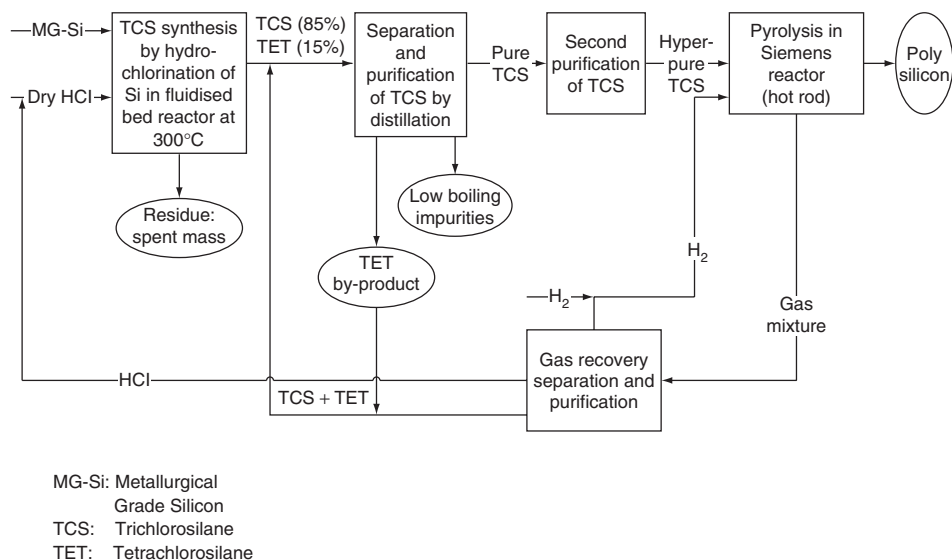 MG-Si
Dry HCl
TCS synthesis
by hydro-
chlorination of
Si in fluidised
bed reactor at
300°C
Residue:
spent mass
TCS (85%)
TET (15%)
Separation
and
purification
of TCS by
distillation
Low boiling
impurities
TET
by-product
Pure
TCS
Second
purification
of TCS
Hyper-
pure
TCS
Pyrolysis in
Siemens
reactor
(hot rod)
Poly
silicon
H2
H2
Gas
mixture
Gas recovery
separation and
purification
HCl
TCS + TET
MG-Si: Metallurgical
Grade Silicon
TCS: Trichlorosilane
TET: Tetrachlorosilane